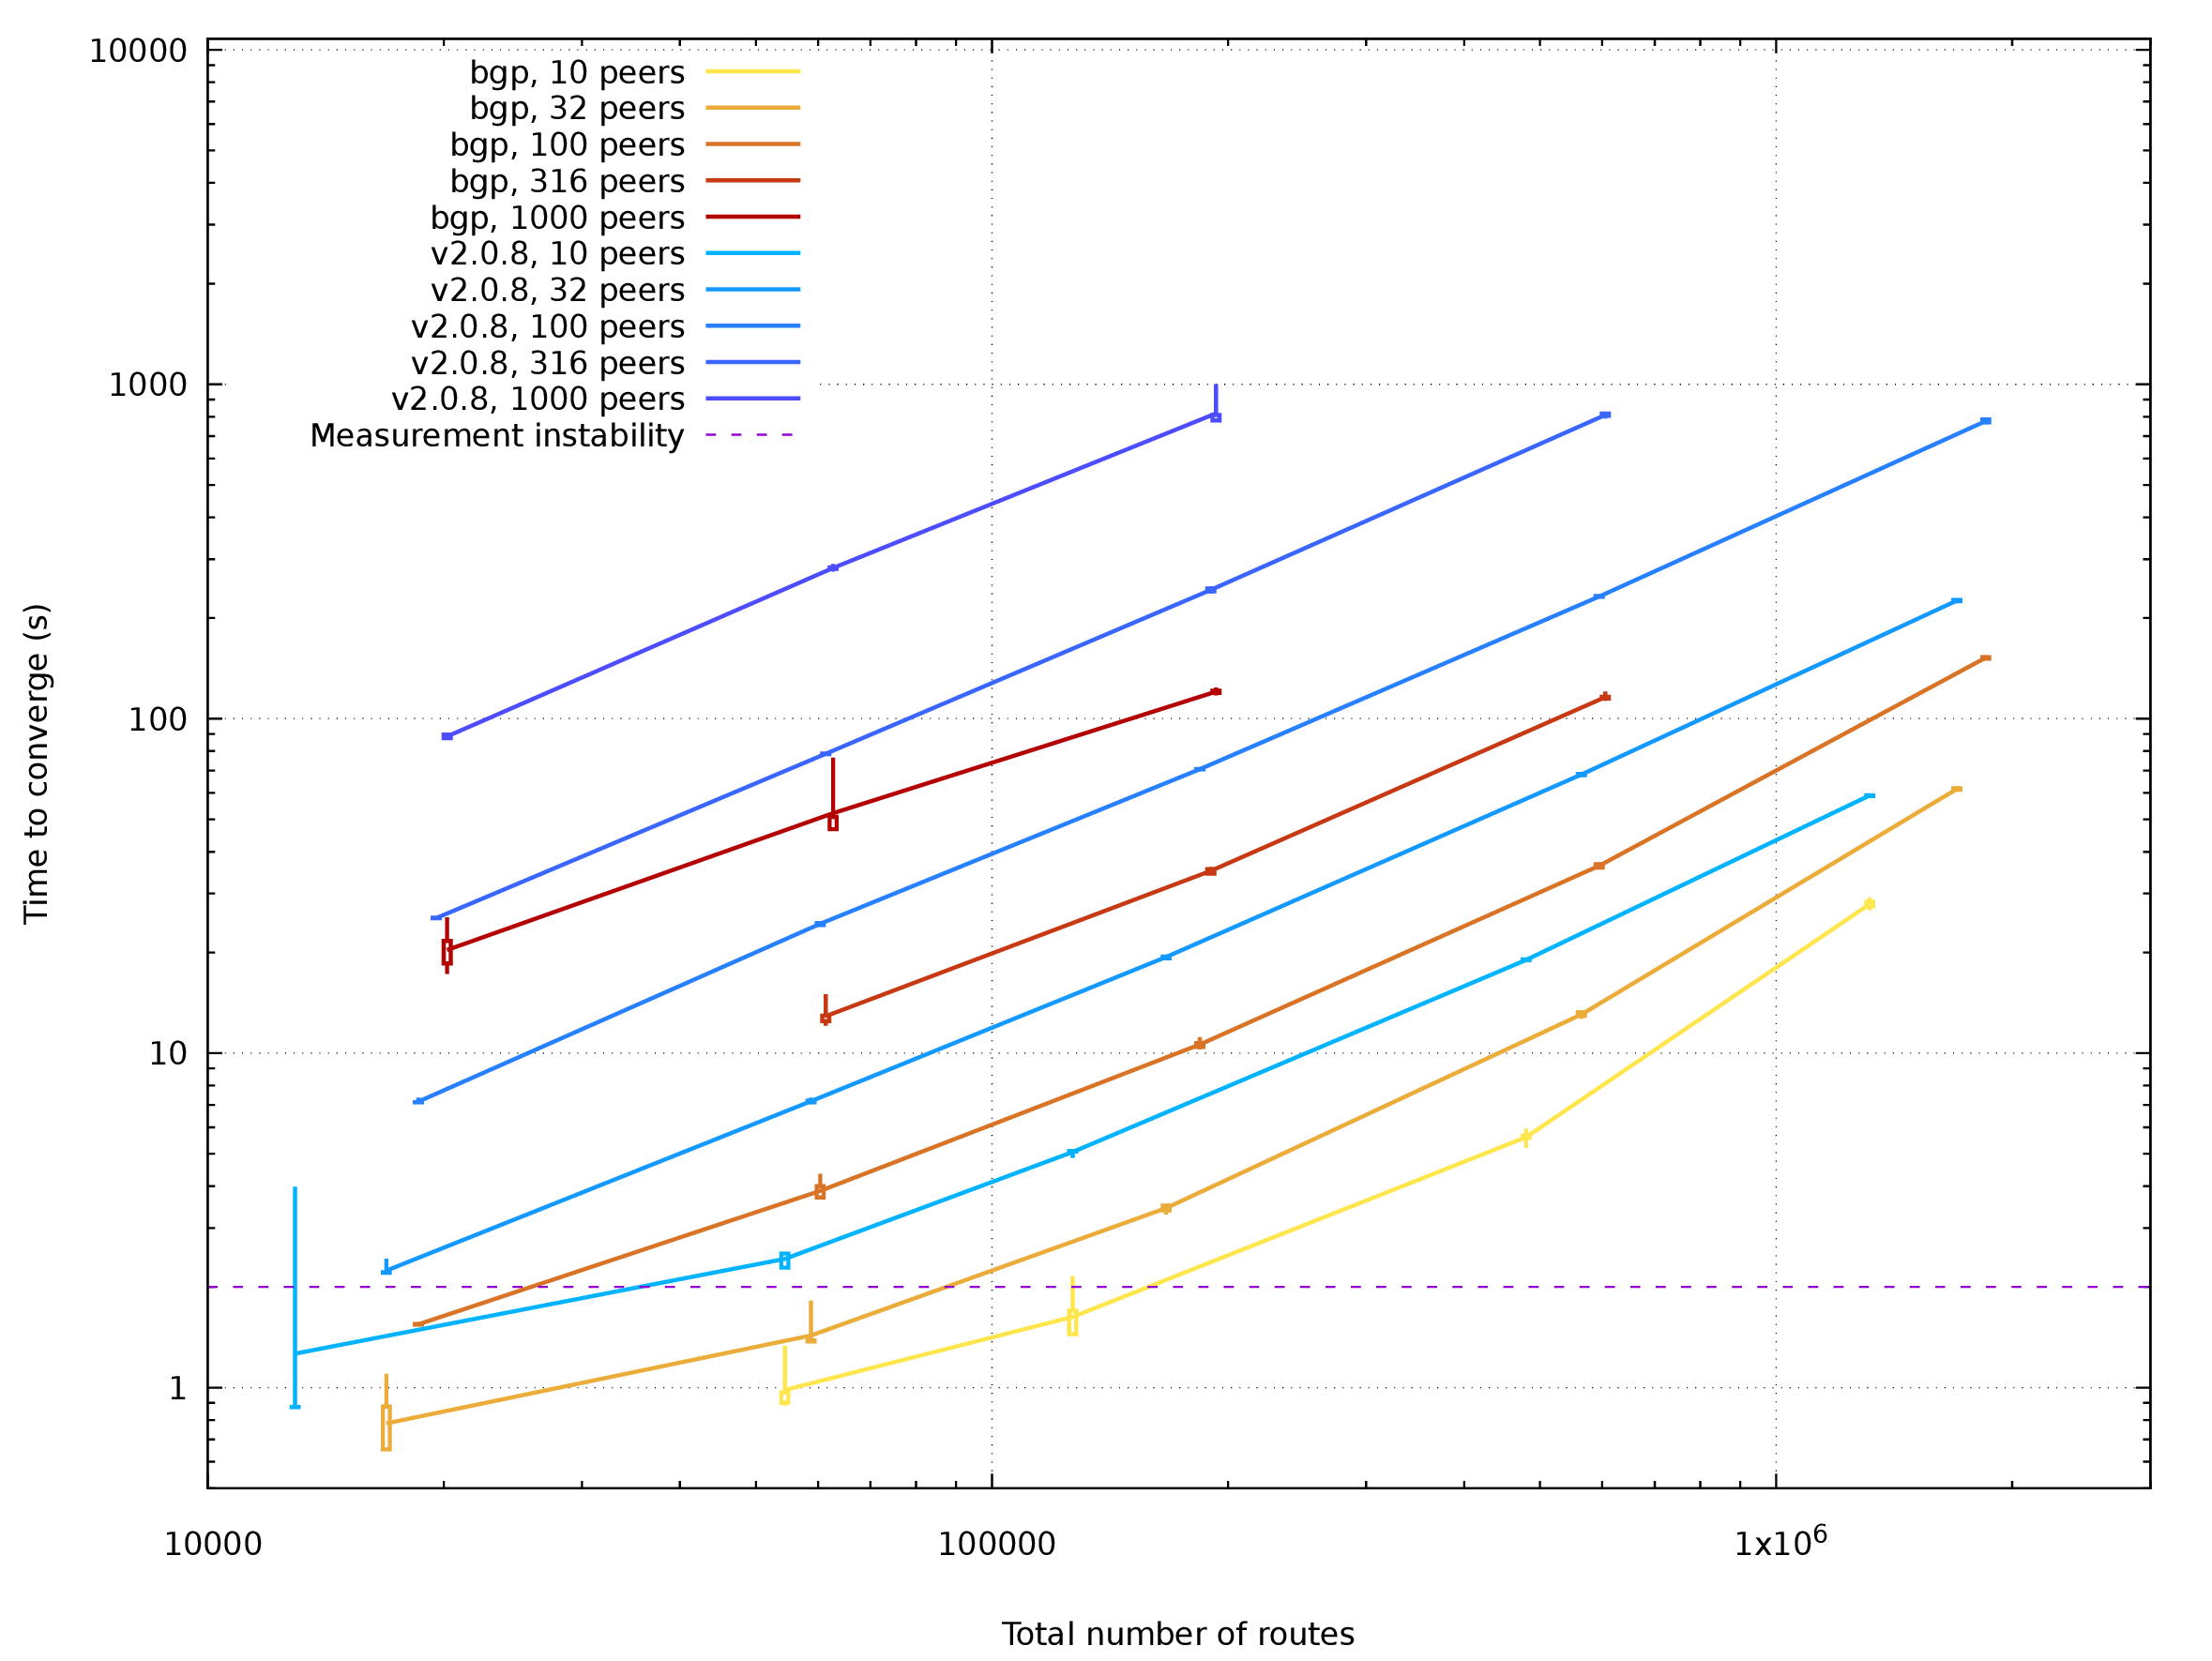 10000
1000
100
10
1
bgp, 10 peers
bgp, 32 peers
bgp, 100 peers
bgp, 316 peers
bgp, 1000 peers
v2.0.8, 10 peers
v2.0.8, 32 peers
v2.0.8, 100 peers
v2.0.8, 316 peers
v2.0.8, 1000 peers
Measurement instability
Time to converge (s)
10000 100000 1x10⁶
Total number of routes